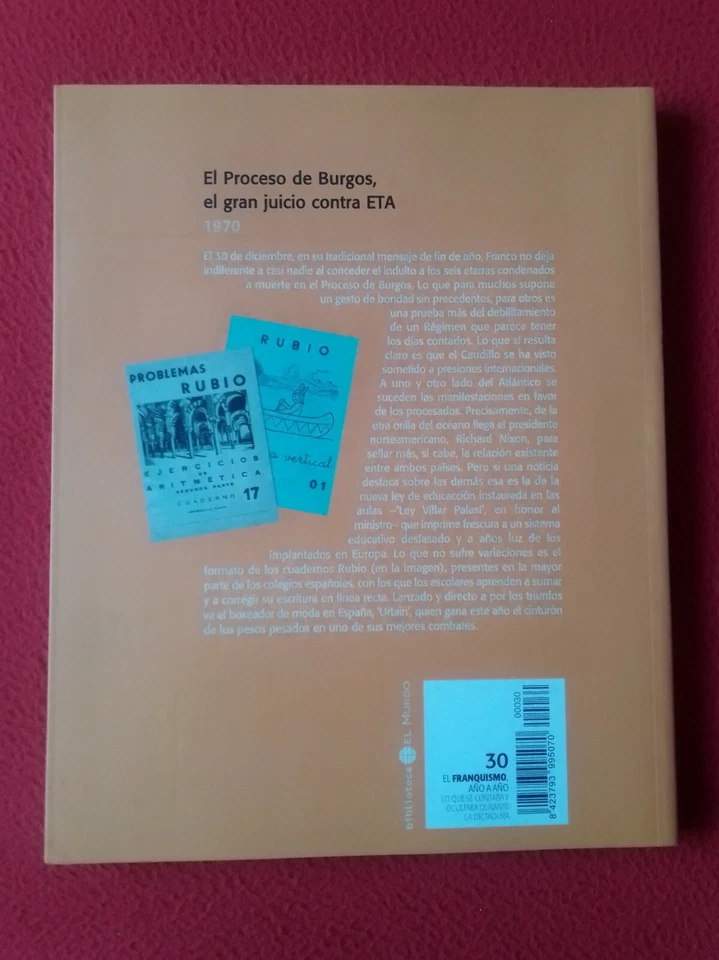 El Proceso de Burgos,
el gran juicio contra ETA
1970
El 30 de diciembre, en su tradicional mensaje de fin de año, Franco no deja
indiferente a casi nadie al conceder el indulto a los seis etarras condenados
a muerte en el Proceso de Burgos. Lo que para muchos supone
un gesto de bondad sin precedentes, para otros es
una prueba más del debilitamiento
de un Régimen que parece tener
los días contados. Lo que sí resulta
claro es que el Caudillo se ha visto
sometido a presiones internacionales.
A uno y otro lado del Atlántico se
suceden las manifestaciones en favor
de los procesados. Precisamente, de la
otra orilla del océano llega el presidente
norteamericano, Richard Nixon, para
sellar más, si cabe, la relación existente
entre ambos países. Pero si una noticia
destaca sobre las demás esa es la de la
nueva ley de educación instaurada en las
aulas –'Ley Villar Palasí', en honor al
ministro– que imprime frescura a un sistema
educativo desfasado y a años luz de los
implantados en Europa. Lo que no sufre variaciones es el
formato de los cuadernos Rubio (en la imagen), presentes en la mayor
parte de los colegios españoles, con los que los escolares aprenden a sumar
y a corregir su escritura en línea recta. Lanzado y directo a por los triunfos
va el boxeador de moda en España, 'Urtain', quien gana este año el cinturón
de los pesos pesados en uno de sus mejores combates.
RUBIO
vertical
01
PROBLEMAS
RUBIO
EJERCICIOS
DE
ARITMETICA
SEGUNDA PARTE
CUADERNO 17
biblioteca EL MUNDO
30
EL FRANQUISMO,
AÑO A AÑO
LO QUE SE CONTABA Y
OCULTABA DURANTE
LA DICTADURA
00030
8 423793 995070